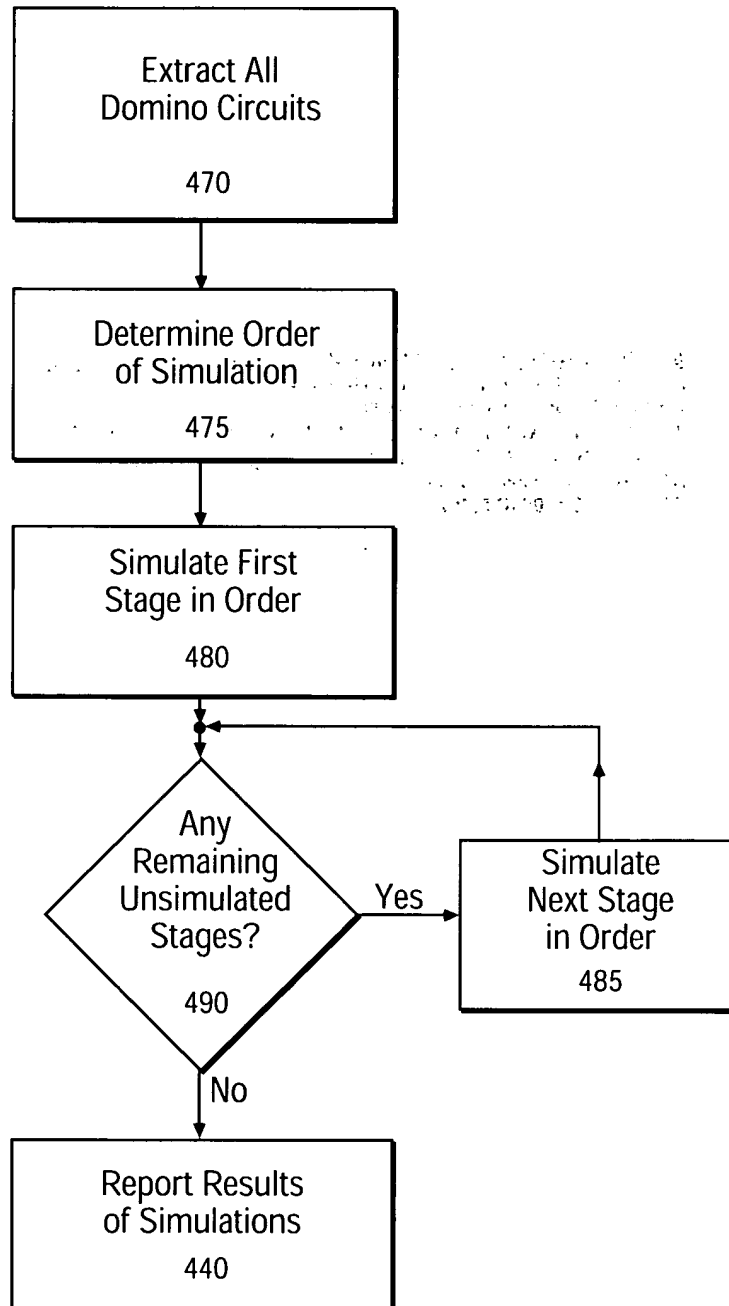 Extract All
Domino Circuits
470
Determine Order
of Simulation
475
Simulate First
Stage in Order
480
Any
Remaining
Unsimulated
Stages?
490
Yes
Simulate
Next Stage
in Order
485
No
Report Results
of Simulations
440